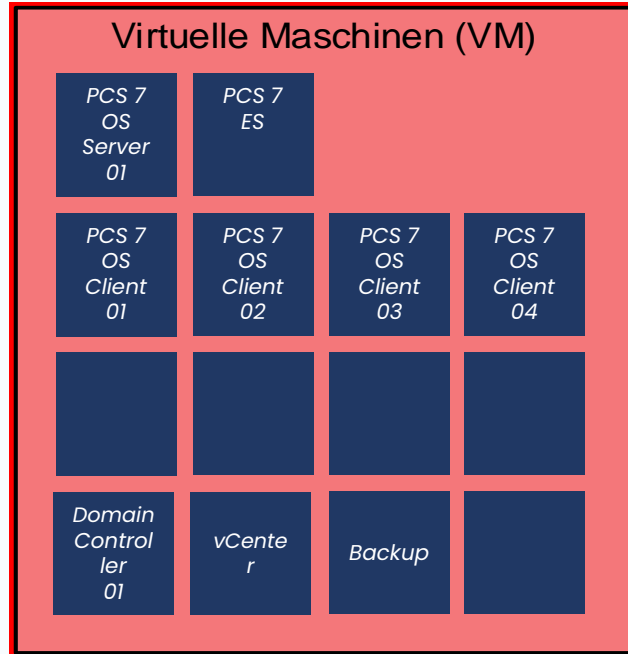 Virtuelle Maschinen (VM)
PCS 7
OS
Server
01
PCS 7
ES
PCS 7
OS
Client
01
PCS 7
OS
Client
02
PCS 7
OS
Client
03
PCS 7
OS
Client
04
Domain
Control
ler
01
vCente
r
Backup